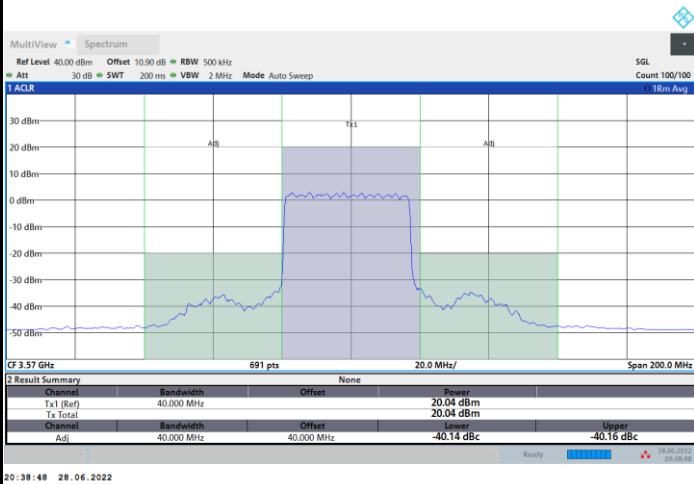 MultiView Spectrum
Ref Level 40.00 dBm Offset 10.90 dB RBW 500 kHz SGL
Att 30 dB SWT 200 ms VBW 2 MHz Mode Auto Sweep Count 100/100
1 ACLR 1Rm Avg
Tx1
Adj Adj
30 dBm
20 dBm
10 dBm
0 dBm
-10 dBm
-20 dBm
-30 dBm
-40 dBm
-50 dBm
CF 3.57 GHz 691 pts 20.0 MHz/ Span 200.0 MHz
2 Result Summary None
Channel Bandwidth Offset Power
Tx1 (Ref) 40.000 MHz 20.04 dBm
Tx Total 20.04 dBm
Channel Bandwidth Offset Lower Upper
Adj 40.000 MHz 40.000 MHz -40.14 dBc -40.16 dBc
Ready 28.06.2022
20:38:48
20:38:48 28.06.2022